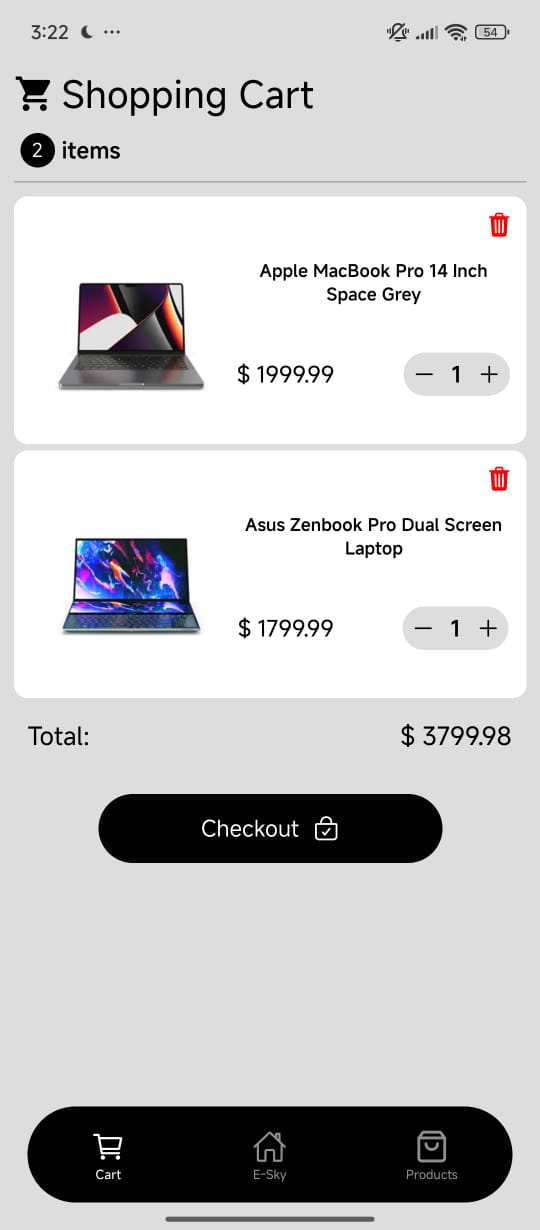 3:22
54
Shopping Cart
2 items
Apple MacBook Pro 14 Inch
Space Grey
$ 1999.99
1
Asus Zenbook Pro Dual Screen
Laptop
$ 1799.99
1
Total: $ 3799.98
Checkout
Cart E-Sky Products